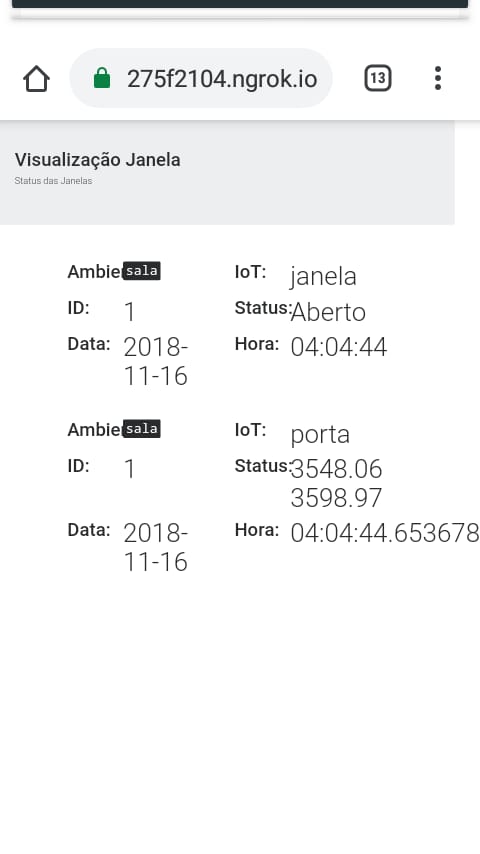 275f2104.ngrok.io 13
Visualização Janela
Status das Janelas
Ambie sala IoT: janela
ID: 1 Status: Aberto
Data: 2018- Hora: 04:04:44
11-16
Ambie sala IoT: porta
ID: 1 Status: 3548.06
3598.97
Data: 2018- Hora: 04:04:44.653678
11-16